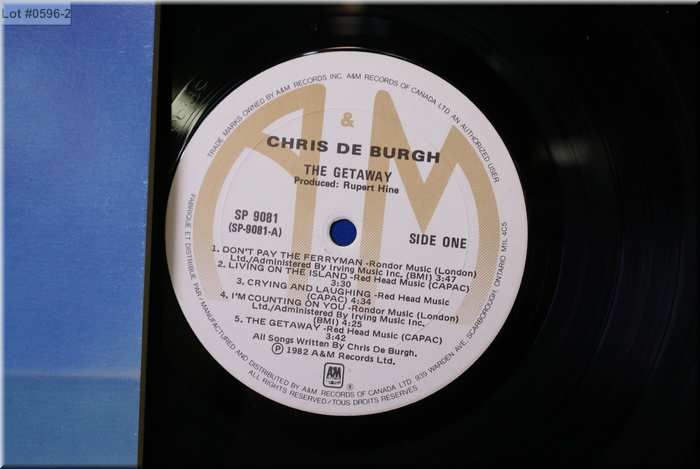 Lot #0596-2
TRADE MARKS OWNED BY A&M RECORDS INC. A&M RECORDS OF CANADA LTD. AN AUTHORIZED USER
&
A M
CHRIS DE BURGH
THE GETAWAY
Produced: Rupert Hine
SP 9081
(SP-9081-A)
SIDE ONE
1. DON'T PAY THE FERRYMAN -Rondor Music (London)
Ltd./Administered By Irving Music Inc. (BMI) 3:47
2. LIVING ON THE ISLAND -Red Head Music (CAPAC)
3:30
3. CRYING AND LAUGHING -Red Head Music
(CAPAC) 4:34
4. I'M COUNTING ON YOU -Rondor Music (London)
Ltd./Administered By Irving Music Inc.
(BMI) 4:25
5. THE GETAWAY -Red Head Music (CAPAC)
3:42
All Songs Written By Chris De Burgh.
Ⓟ 1982 A&M Records Ltd.
A&M
®
FABRIQUE ET DISTRIBUE PAR / MANUFACTURED AND DISTRIBUTED BY A&M RECORDS OF CANADA LTD 939 WARDEN AVE, SCARBOROUGH, ONTARIO M1L 4C5
ALL RIGHTS RESERVED/TOUS DROITS RESERVES